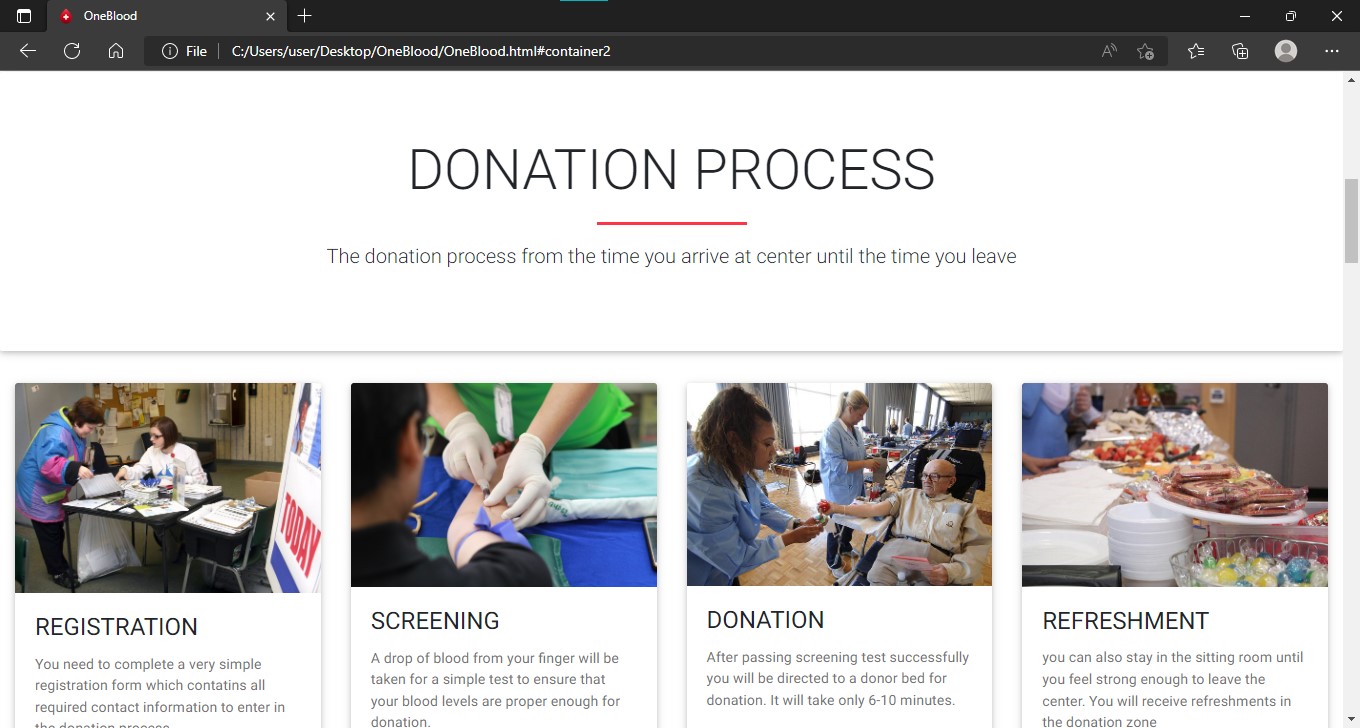 OneBlood
File
C:/Users/user/Desktop/OneBlood/OneBlood.html#container2
DONATION PROCESS
The donation process from the time you arrive at center until the time you leave
TODAY
REGISTRATION
You need to complete a very simple
registration form which contatins all
required contact information to enter in
the donation process.
SCREENING
A drop of blood from your finger will be
taken for a simple test to ensure that
your blood levels are proper enough for
donation.
DONATION
After passing screening test successfully
you will be directed to a donor bed for
donation. It will take only 6-10 minutes.
REFRESHMENT
you can also stay in the sitting room until
you feel strong enough to leave the
center. You will receive refreshments in
the donation zone